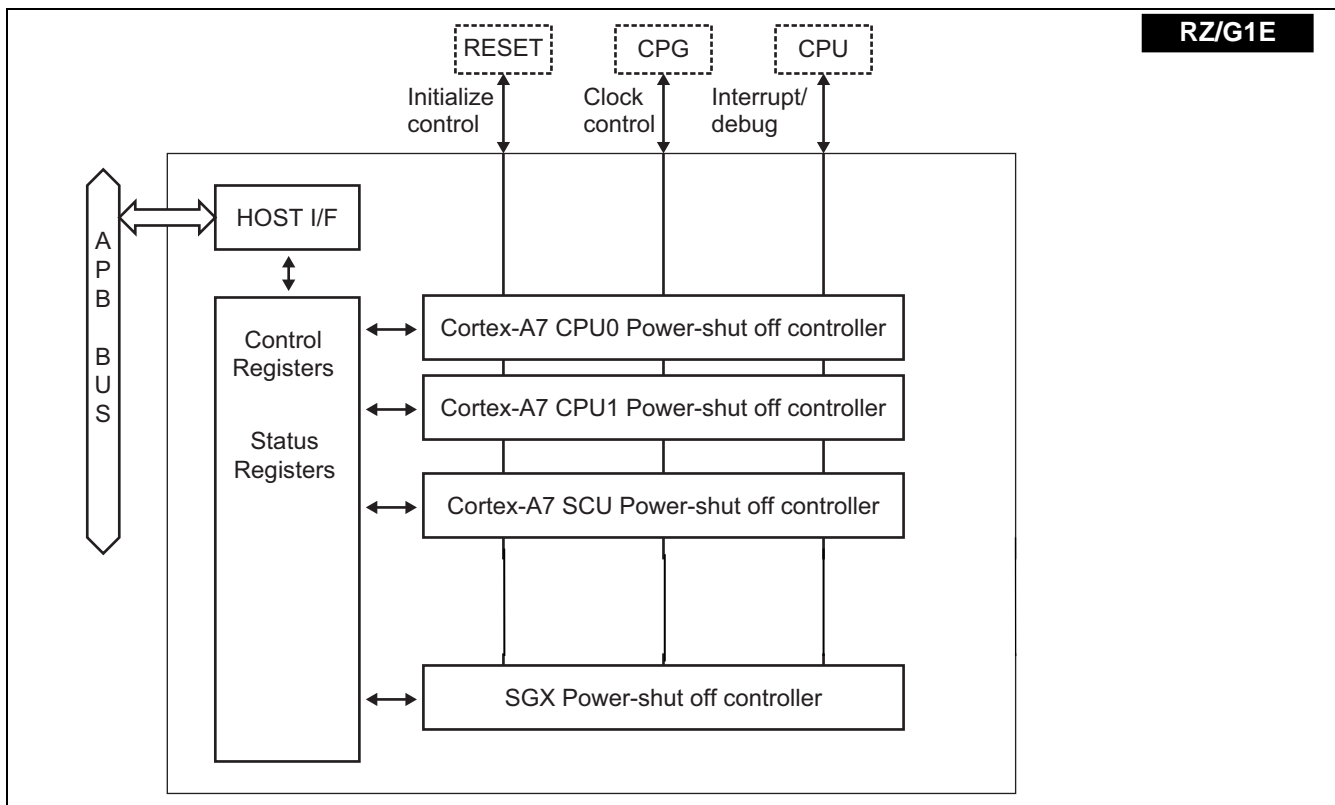 RZ/G1E
RESET
CPG
CPU
Initialize
control
Clock
control
Interrupt/
debug
APB BUS
HOST I/F
Control
Registers
Status
Registers
Cortex-A7 CPU0 Power-shut off controller
Cortex-A7 CPU1 Power-shut off controller
Cortex-A7 SCU Power-shut off controller
SGX Power-shut off controller